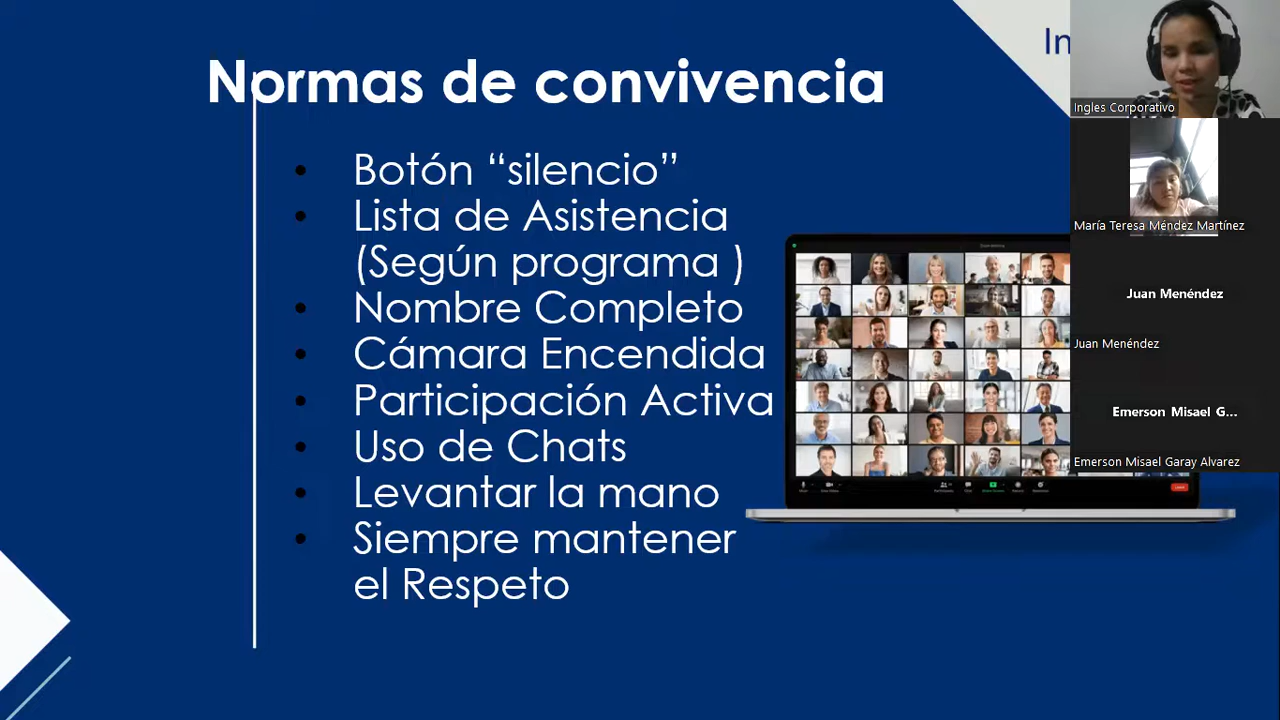 In
Normas de convivencia
• Botón “silencio”
• Lista de Asistencia
(Según programa )
• Nombre Completo
• Cámara Encendida
• Participación Activa
• Uso de Chats
• Levantar la mano
• Siempre mantener
el Respeto
Ingles Corporativo
María Teresa Méndez Martínez
Juan Menéndez
Juan Menéndez
Emerson Misael G...
Emerson Misael Garay Alvarez